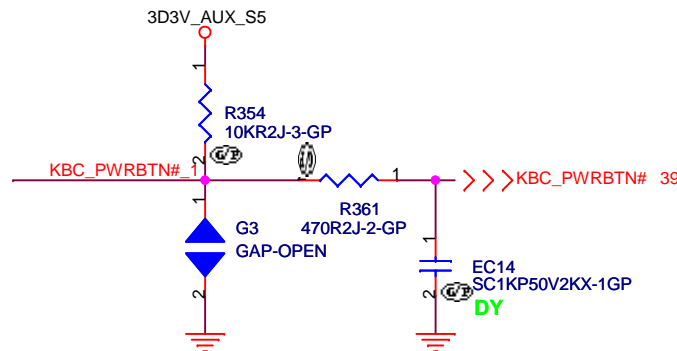 3D3V_AUX_S5
1
R354
10KR2J-3-GP
2
G/P
KBC_PWRBTN#_1
1
KBC_PWRBTN# 39
R361
470R2J-2-GP
1
G3
GAP-OPEN
2
1
EC14
SC1KP50V2KX-1GP
2
G/P
DY